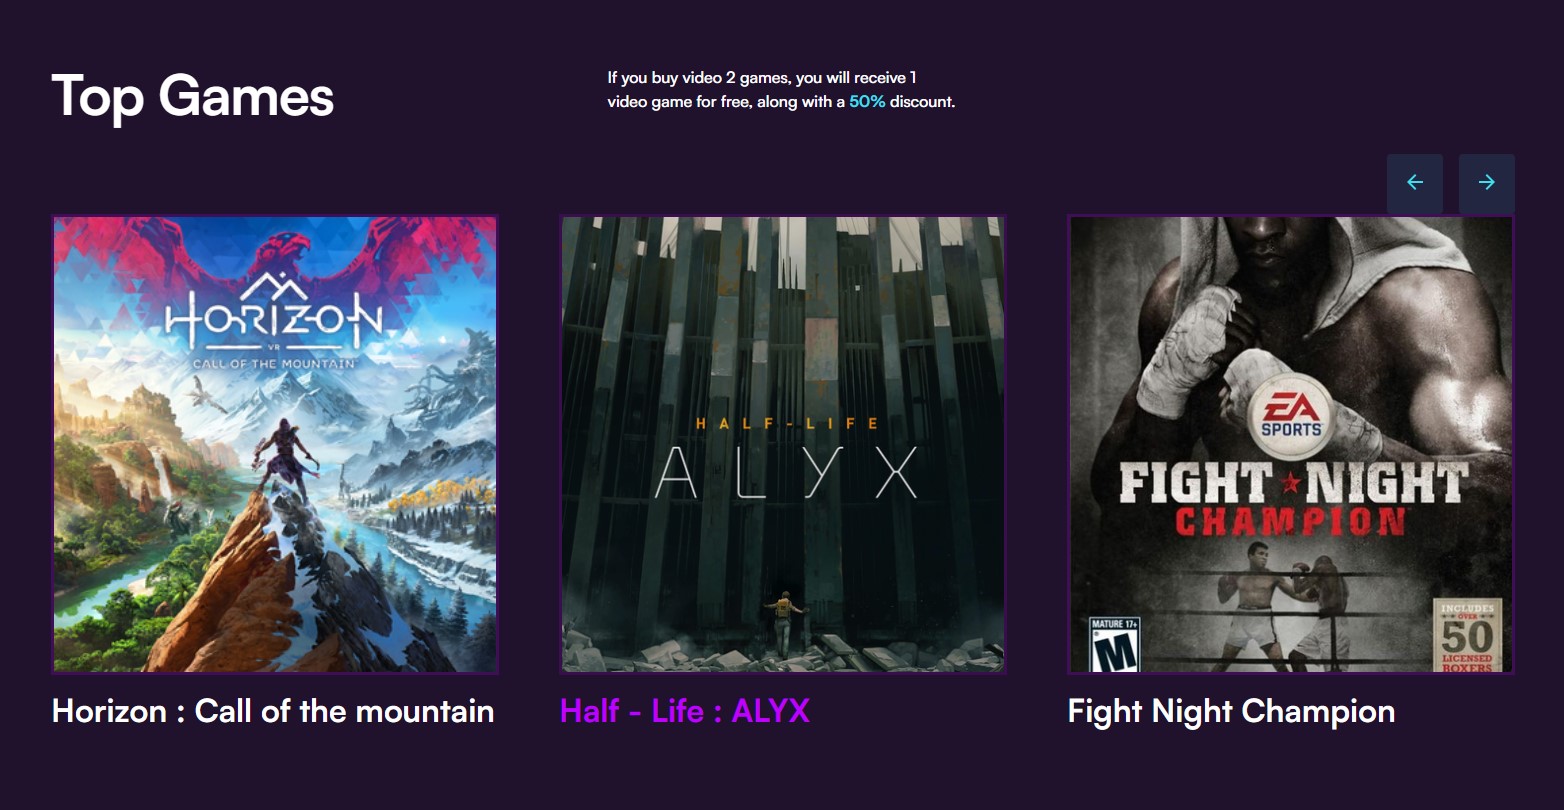 Top Games
If you buy video 2 games, you will receive 1
video game for free, along with a 50% discount.
HORIZON
VR
CALL OF THE MOUNTAIN
HALF-LIFE
ALYX
EA
SPORTS
FIGHT NIGHT
CHAMPION
MATURE 17+
M
INCLUDES
OVER
50
LICENSED
BOXERS
Horizon : Call of the mountain
Half - Life : ALYX
Fight Night Champion